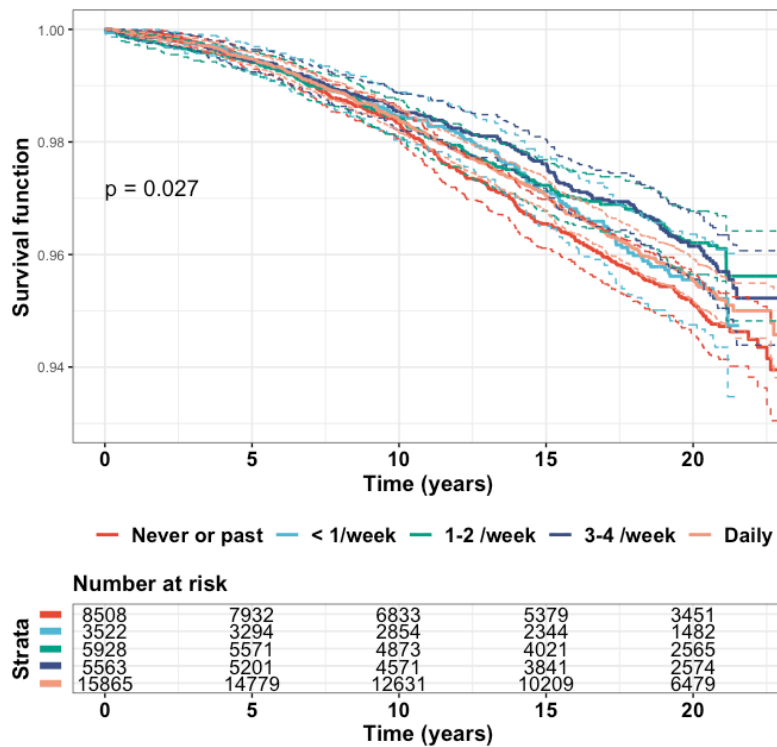 1.00
0.98
0.96
0.94
Survival function
p = 0.027
0 5 10 15 20
Time (years)
Never or past < 1/week 1-2 /week 3-4 /week Daily
Number at risk
Strata
8508 7932 6833 5379 3451
3522 3294 2854 2344 1482
5928 5571 4873 4021 2565
5563 5201 4571 3841 2574
15865 14779 12631 10209 6479
0 5 10 15 20
Time (years)